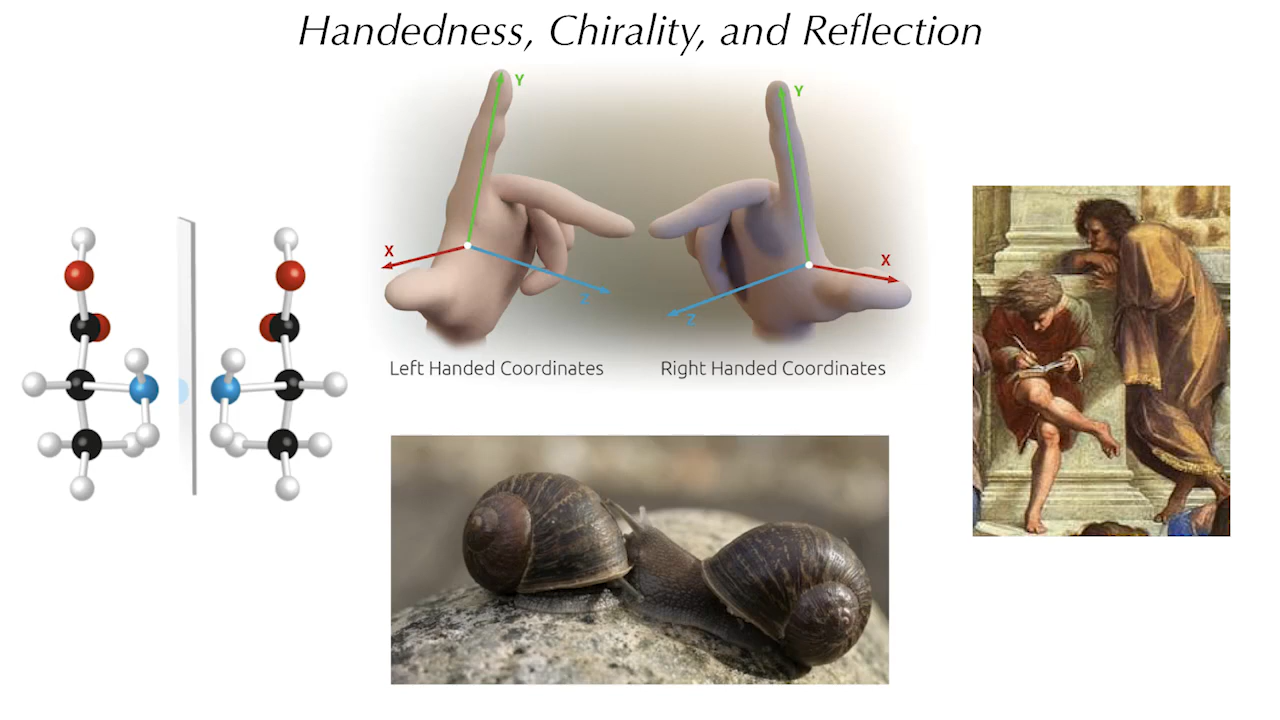 Handedness, Chirality, and Reflection
Y
X
Z
Y
X
Z
Left Handed Coordinates
Right Handed Coordinates